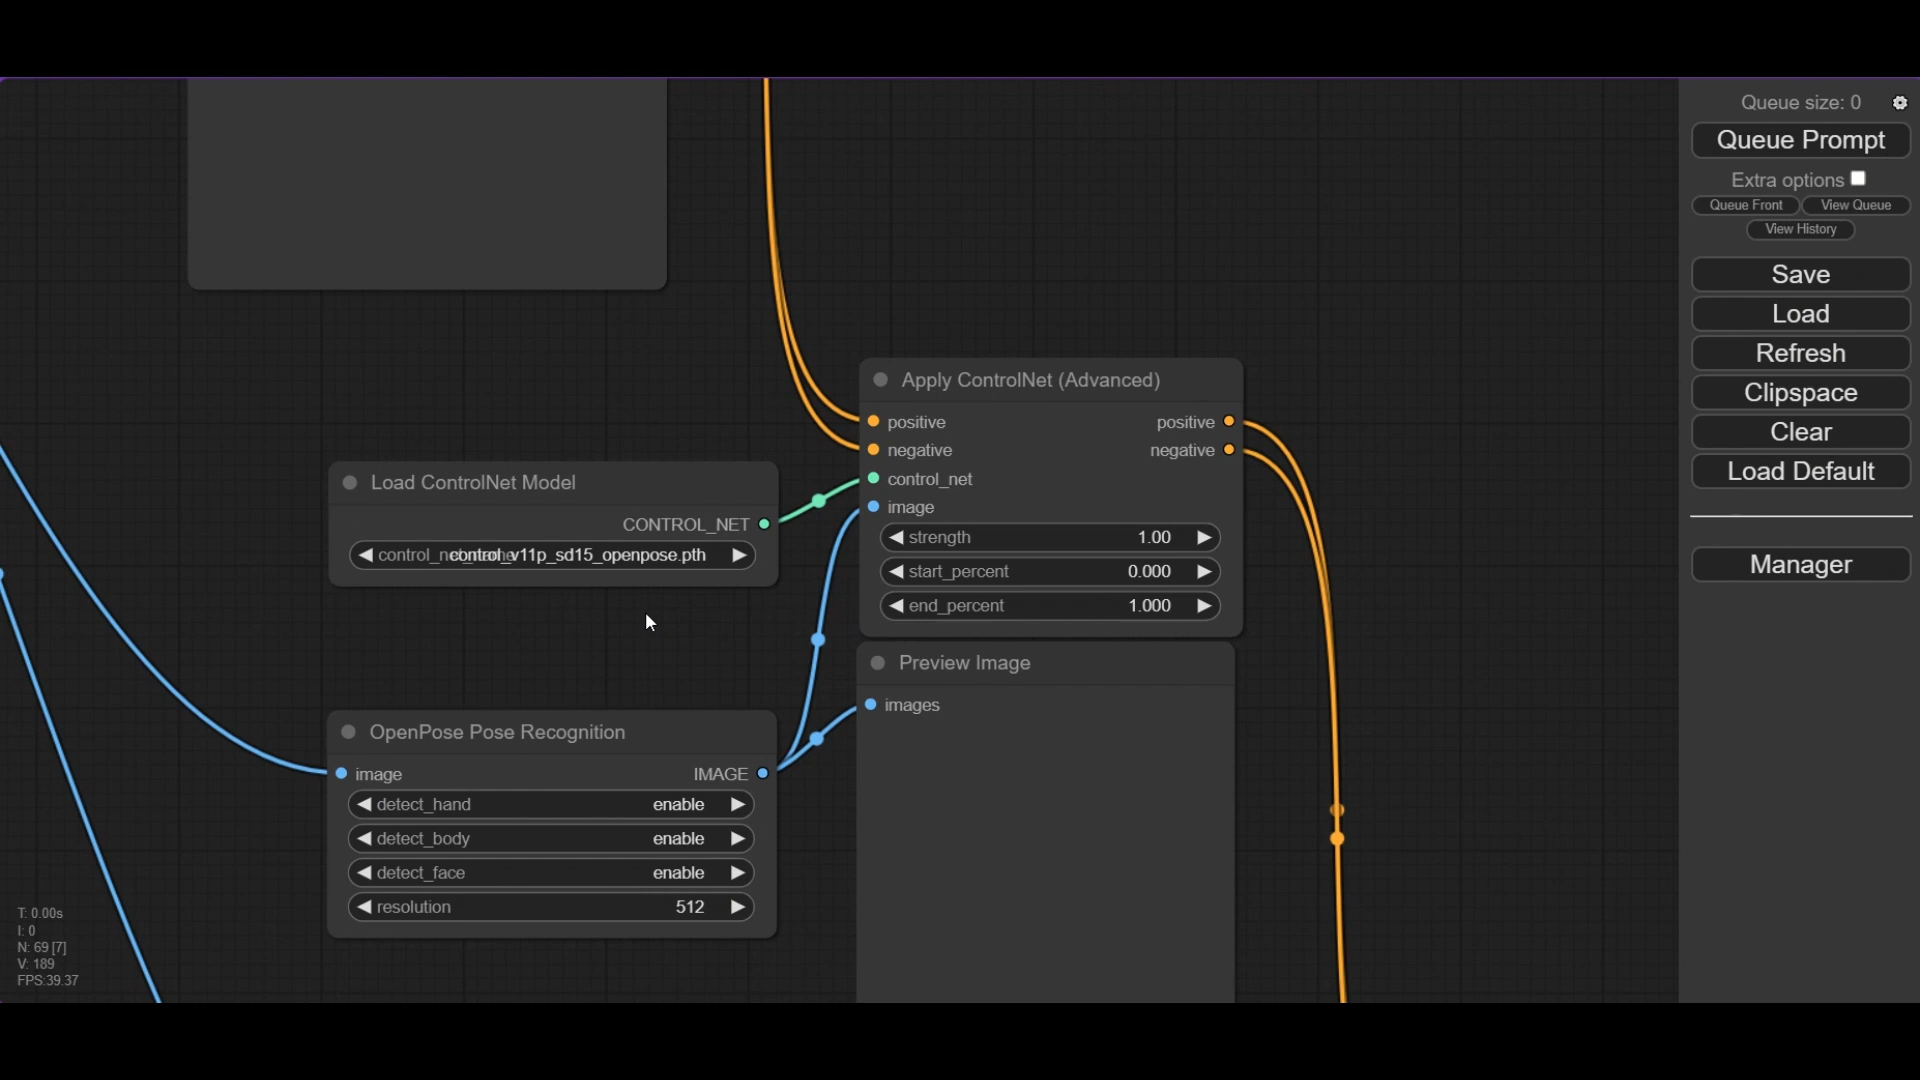 Queue size: 0
Queue Prompt
Extra options
Queue Front View Queue
View History
Save
Load
Refresh
Clipspace
Clear
Load Default
Manager
Apply ControlNet (Advanced)
positive positive
negative negative
control_net
image
strength 1.00
start_percent 0.000
end_percent 1.000
Load ControlNet Model
CONTROL_NET
control_v11p_sd15_openpose.pth
Preview Image
images
OpenPose Pose Recognition
image IMAGE
detect_hand enable
detect_body enable
detect_face enable
resolution 512
T: 0.00s
I: 0
N: 69 [7]
V: 189
FPS:39.37